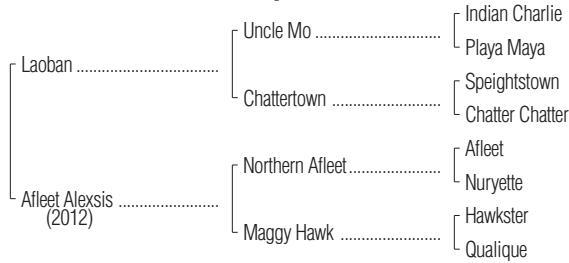 Indian Charlie
Uncle Mo ................................
Playa Maya
Laoban ....................................
Speightstown
Chattertown ............................
Chatter Chatter
Afleet
Northern Afleet.......................
Nuryette
Afleet Alexsis .........................
(2012)
Hawkster
Maggy Hawk .........................
Qualique